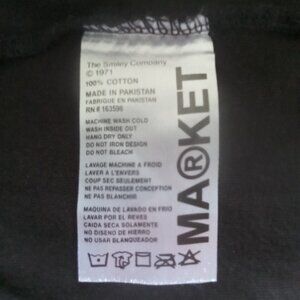 The Smiley Company
© 1971
100% COTTON
MADE IN PAKISTAN
FABRIQUE EN PAKISTAN
RN # 163596
MACHINE WASH COLD
WASH INSIDE OUT
HANG DRY ONLY
DO NOT IRON DESIGN
DO NOT BLEACH
LAVAGE MACHINE A FROID
LAVER A L'ENVERS
COUP SEC SEULEMENT
NE PAS REPASSER CONCEPTION
NE PAS BLANCHIR
MAQUINA DE LAVADO EN FRIO
LAVAR POR EL REVES
CAIDA SECA SOLAMENTE
NO DISENO DE HIERRO
NO USAR BLANQUEADOR
MA®KET